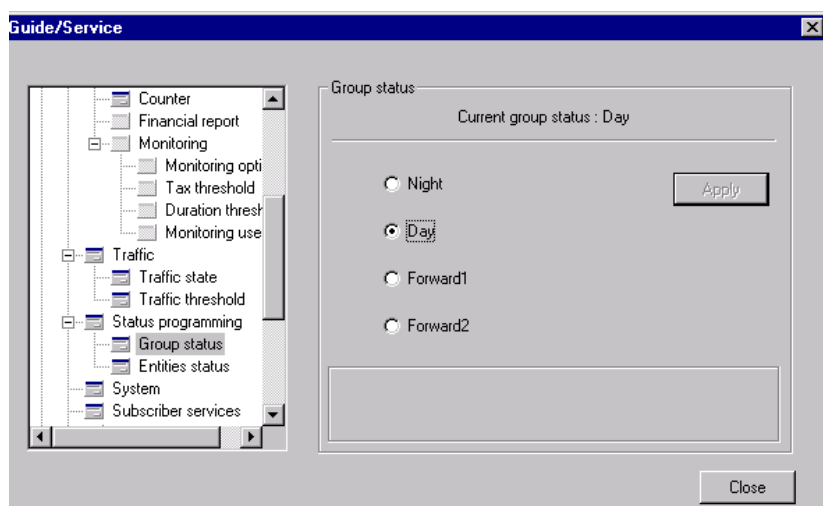 Guide/Service
Counter
Financial report
Monitoring
Monitoring opti
Tax threshold
Duration thresh
Monitoring use
Traffic
Traffic state
Traffic threshold
Status programming
Group status
Entities status
System
Subscriber services
Group status
Current group status : Day
Night
Apply
Day
Forward1
Forward2
Close